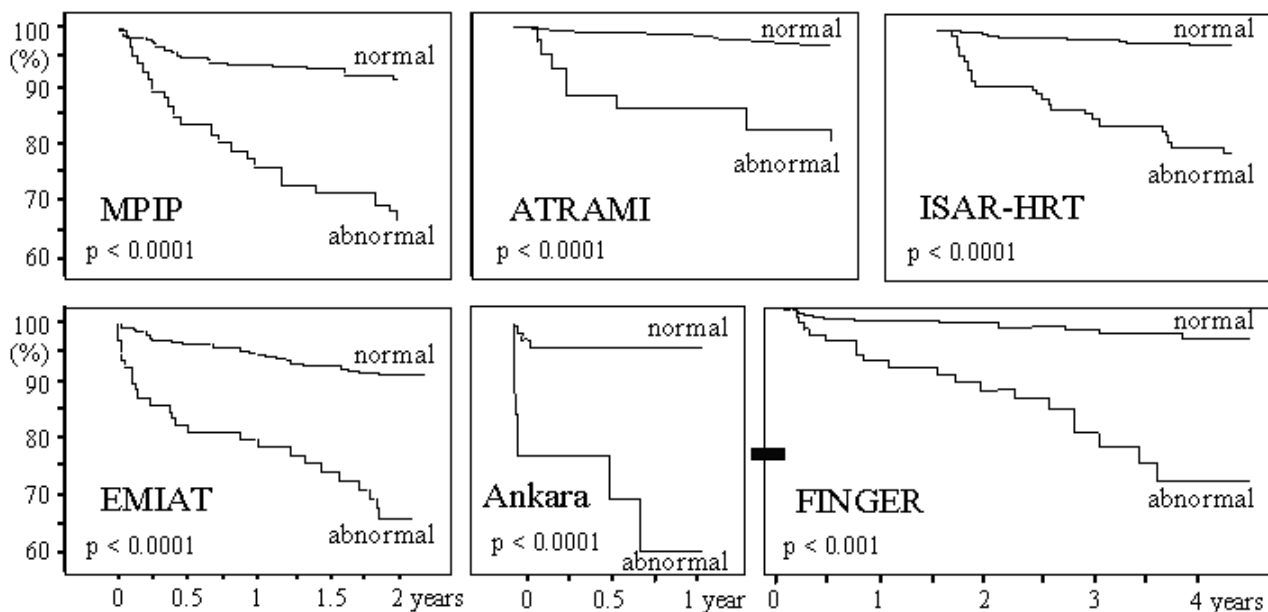 100
(%)
90
80
70
60
normal
abnormal
MPIP
p < 0.0001
normal
abnormal
ATRAMI
p < 0.0001
normal
abnormal
ISAR-HRT
p < 0.0001
100
(%)
90
80
70
60
normal
abnormal
EMIAT
p < 0.0001
0 0.5 1 1.5 2 years
normal
Ankara
p < 0.0001
abnormal
0 0.5 1 year
normal
abnormal
FINGER
p < 0.001
0 1 2 3 4 years